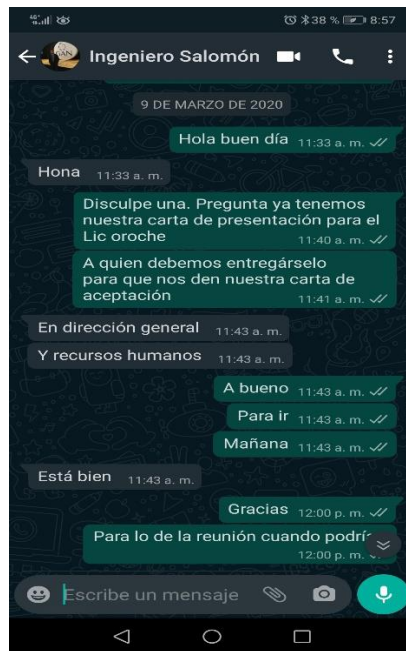 38 % 8:57
Ingeniero Salomón
9 DE MARZO DE 2020
Hola buen día 11:33 a. m.
Hona 11:33 a. m.
Disculpe una. Pregunta ya tenemos
nuestra carta de presentación para el
Lic oroche 11:40 a. m.
A quien debemos entregárselo
para que nos den nuestra carta de
aceptación 11:41 a. m.
En dirección general 11:43 a. m.
Y recursos humanos 11:43 a. m.
A bueno 11:43 a. m.
Para ir 11:43 a. m.
Mañana 11:43 a. m.
Está bien 11:43 a. m.
Gracias 12:00 p. m.
Para lo de la reunión cuando
12:00 p. m.
Escribe un mensaje